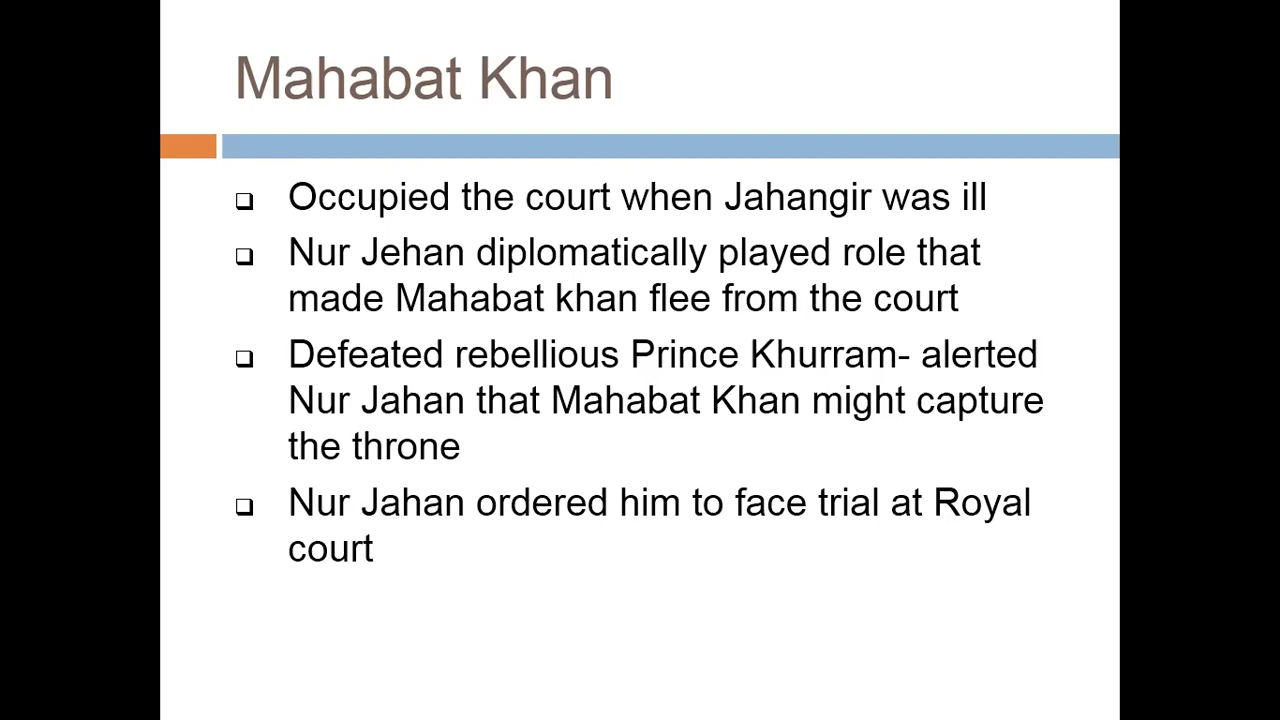 Mahabat Khan
Occupied the court when Jahangir was ill
Nur Jehan diplomatically played role that
made Mahabat khan flee from the court
Defeated rebellious Prince Khurram- alerted
Nur Jahan that Mahabat Khan might capture
the throne
Nur Jahan ordered him to face trial at Royal
court